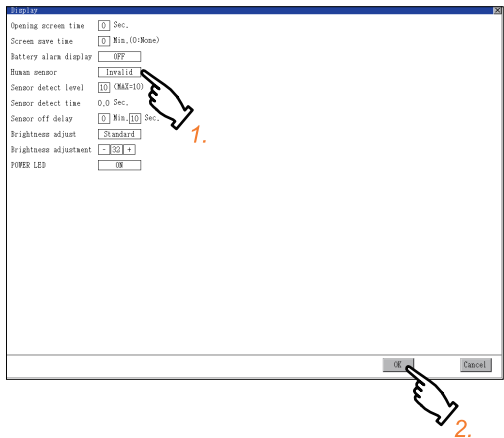 Display
Opening screen time 0 Sec.
Screen save time 0 Min.(0:None)
Battery alarm display OFF
Human sensor Invalid
Sensor detect level 10 (MAX=10)
Sensor detect time 0.0 Sec.
Sensor off delay 0 Min. 10 Sec.
Brightness adjust Standard
Brightness adjustment - 32 +
POWER LED ON
1.
OK Cancel
2.